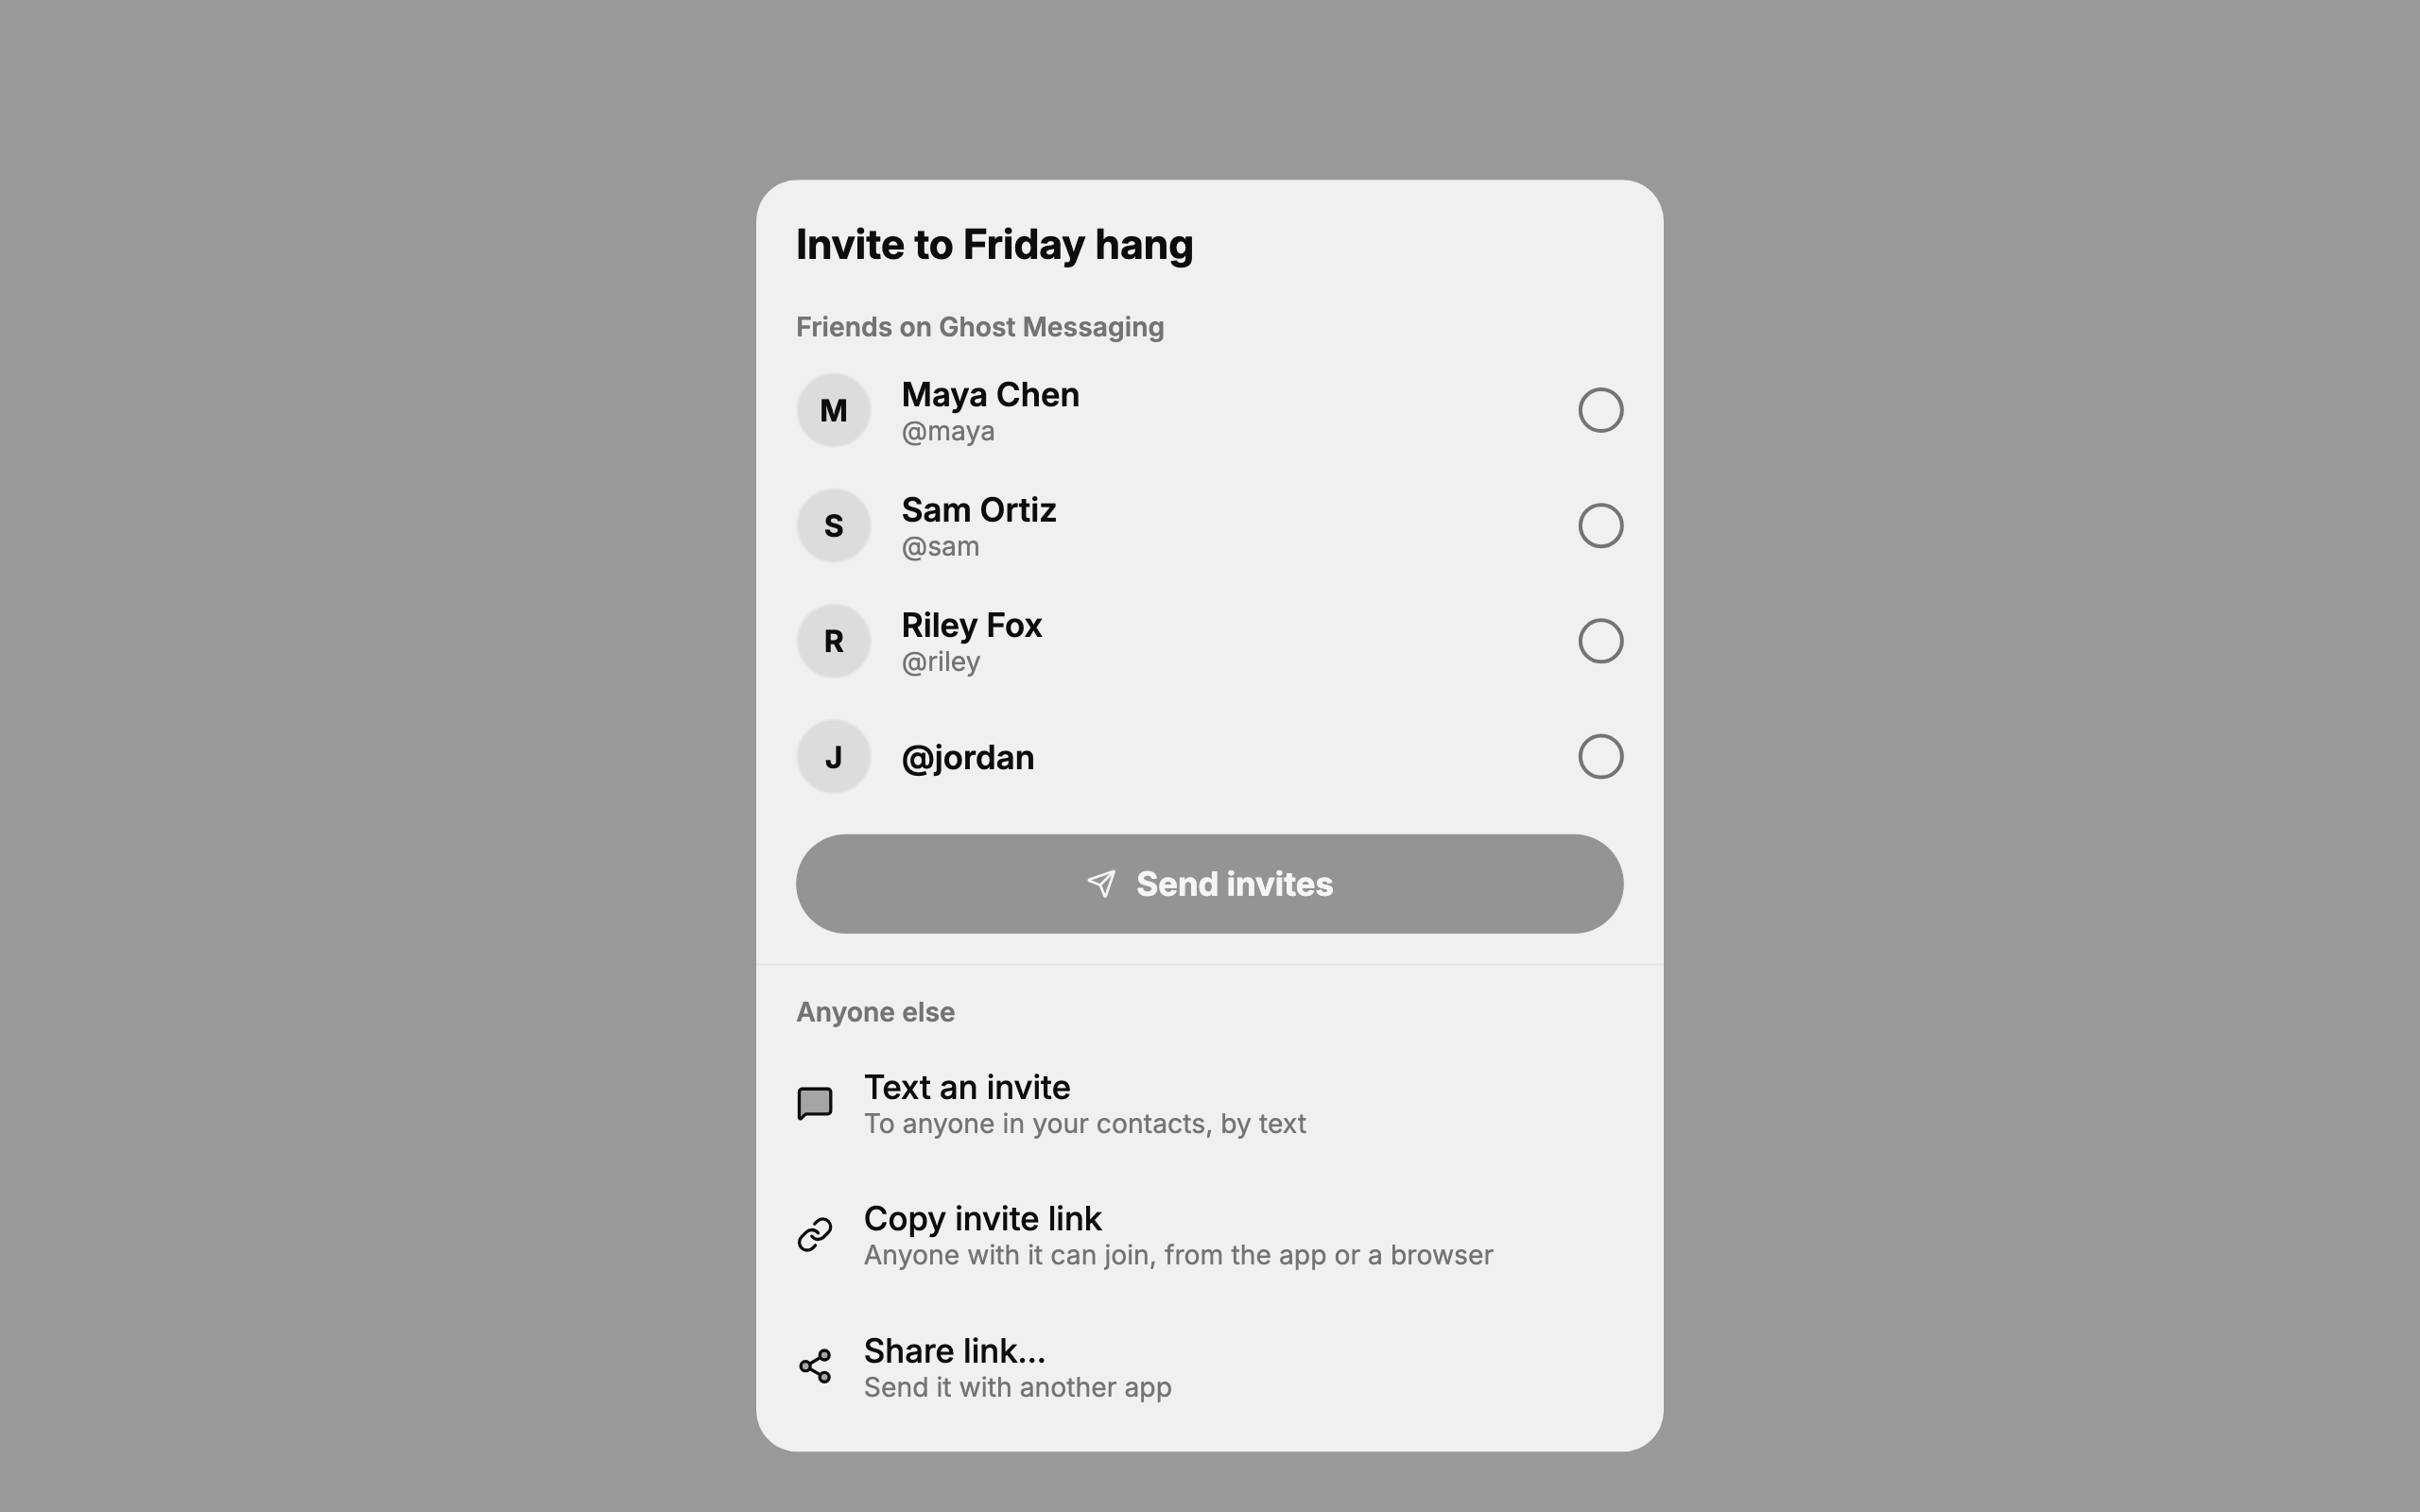 Invite to Friday hang
Friends on Ghost Messaging
M
Maya Chen
@maya
S
Sam Ortiz
@sam
R
Riley Fox
@riley
J
@jordan
Send invites
Anyone else
Text an invite
To anyone in your contacts, by text
Copy invite link
Anyone with it can join, from the app or a browser
Share link...
Send it with another app